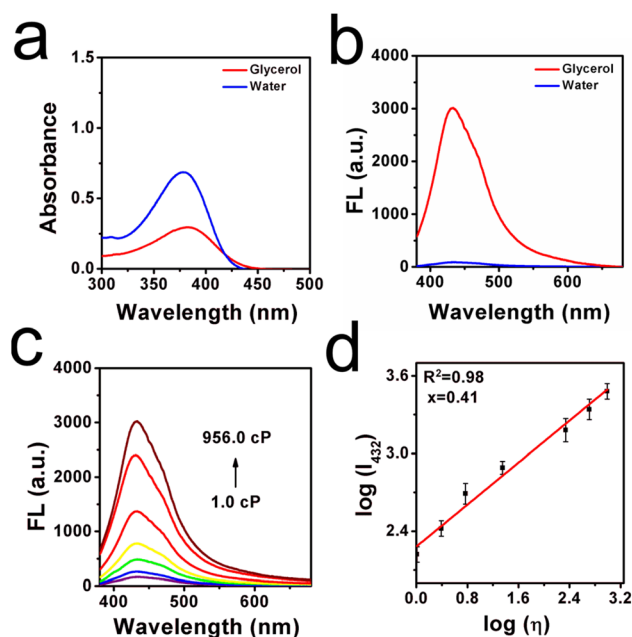 a
1.5
1.0
0.5
0.0
300 350 400 450 500
Absorbance
Wavelength (nm)
Glycerol
Water
b
4000
3000
2000
1000
0
400 500 600
FL (a.u.)
Wavelength (nm)
Glycerol
Water
c
4000
3000
2000
1000
0
400 500 600
FL (a.u.)
Wavelength (nm)
956.0 cP
1.0 cP
d
3.6
3.0
2.4
0.0 0.8 1.6 2.4 3.2
log (I432)
log (η)
R2=0.98
x=0.41